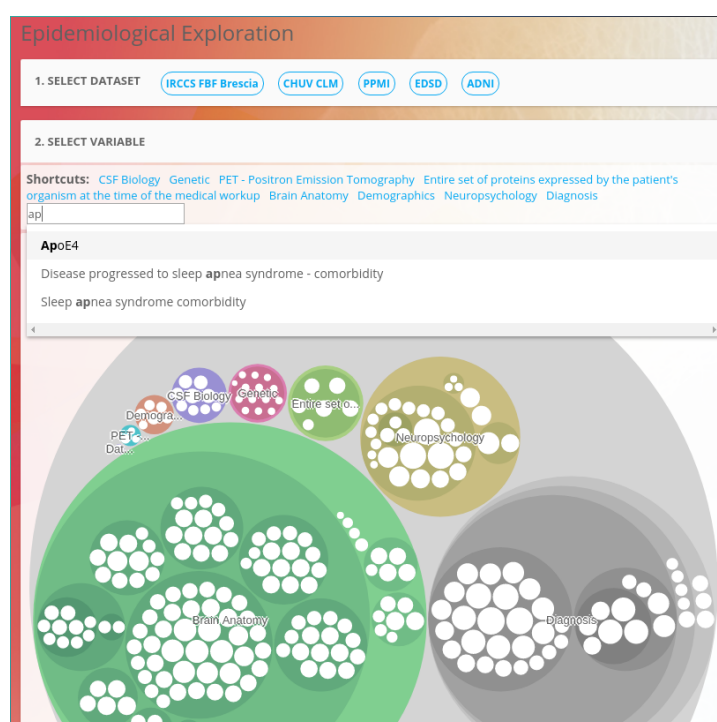 Epidemiological Exploration
1. SELECT DATASET IRCCS FBF Brescia CHUV CLM PPMI EDSD ADNI
2. SELECT VARIABLE
Shortcuts: CSF Biology Genetic PET - Positron Emission Tomography Entire set of proteins expressed by the patient's
organism at the time of the medical workup Brain Anatomy Demographics Neuropsychology Diagnosis
ap
ApoE4
Disease progressed to sleep apnea syndrome - comorbidity
Sleep apnea syndrome comorbidity
CSF Biology
Genetic
Entire set o...
Demogra...
PET -...
Dat...
Neuropsychology
Brain Anatomy
Diagnosis